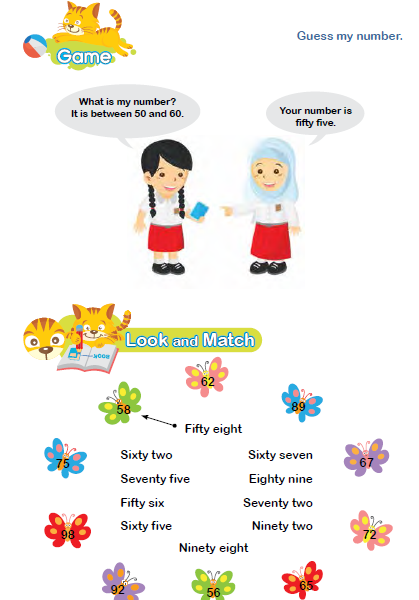 Game
Guess my number.
What is my number?
It is between 50 and 60.
Your number is
fifty five.
Look and Match
62
58
89
Fifty eight
75
Sixty two
Sixty seven
67
Seventy five
Eighty nine
Fifty six
Seventy two
98
Sixty five
Ninety two
72
Ninety eight
92
56
65